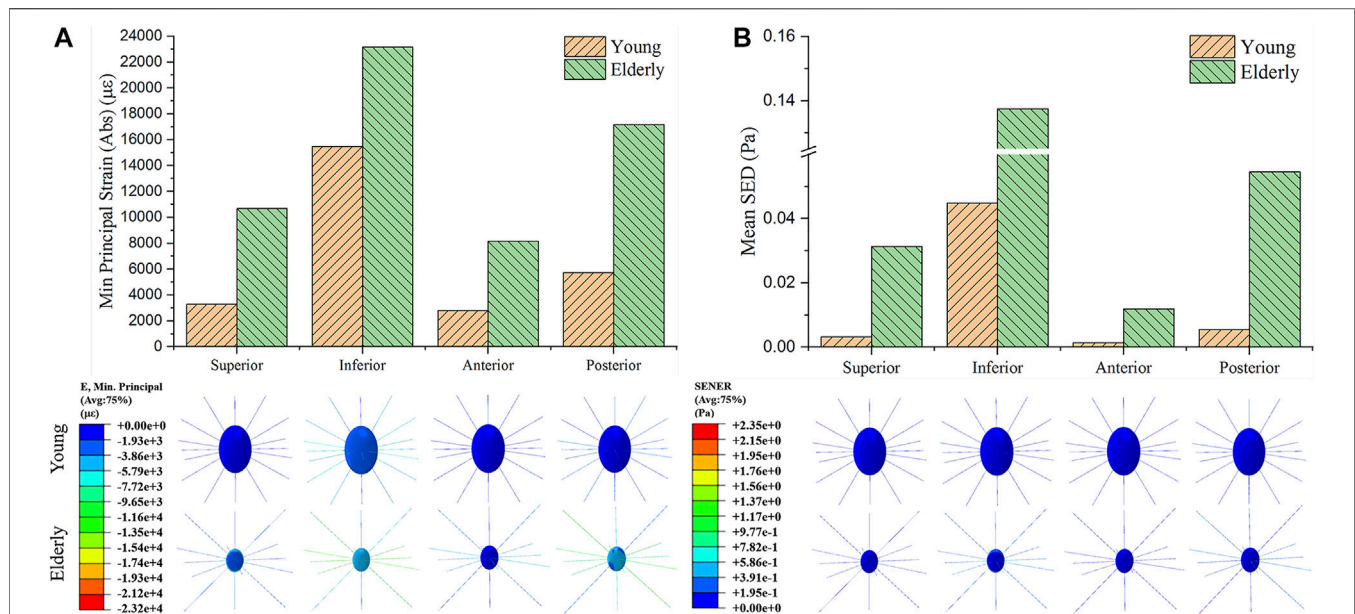 A
Min Principal Strain (Abs) (με)
24000
22000
20000
18000
16000
14000
12000
10000
8000
6000
4000
2000
0
Young
Elderly
Superior Inferior Anterior Posterior
B
Mean SED (Pa)
0.16
0.14
0.04
0.02
0.00
Young
Elderly
Superior Inferior Anterior Posterior
E, Min. Principal
(Avg:75%)
(με)
+0.00e+0
-1.93e+3
-3.86e+3
-5.79e+3
-7.72e+3
-9.65e+3
-1.16e+4
-1.35e+4
-1.54e+4
-1.74e+4
-1.93e+4
-2.12e+4
-2.32e+4
Young
Elderly
SENER
(Avg:75%)
(Pa)
+2.35e+0
+2.15e+0
+1.95e+0
+1.76e+0
+1.56e+0
+1.37e+0
+1.17e+0
+9.77e-1
+7.82e-1
+5.86e-1
+3.91e-1
+1.95e-1
+0.00e+0